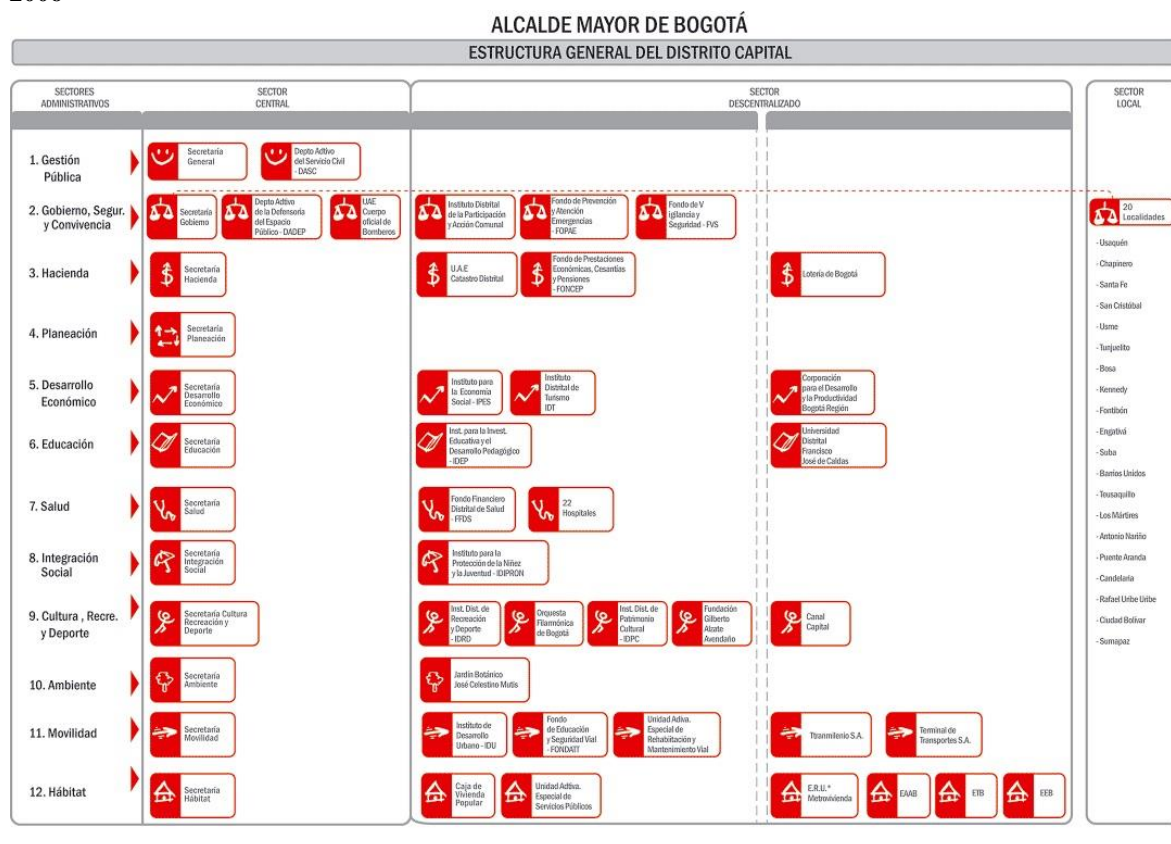 ALCALDE MAYOR DE BOGOTÁ
ESTRUCTURA GENERAL DEL DISTRITO CAPITAL
SECTORES
ADMINISTRATIVOS
SECTOR
CENTRAL
SECTOR
DESCENTRALIZADO
SECTOR
LOCAL
1. Gestión
Pública
Secretaría
General
Depto Adtivo
del Servicio Civil
- DASC
2. Gobierno, Segur.
y Convivencia
Secretaría
Gobierno
Depto Adtivo
de la Defensoría
del Espacio
Público - DADEP
UAE
Cuerpo
oficial de
Bomberos
Instituto Distrital
de la Participación
y Acción Comunal
Fondo de Prevención
y Atención
Emergencias
- FOPAE
Fondo de V
igilancia y
Seguridad - FVS
20
Localidades
3. Hacienda
Secretaría
Hacienda
U.A.E
Catastro Distrital
Fondo de Prestaciones
Económicas, Cesantías
y Pensiones
- FONCEP
Lotería de Bogotá
4. Planeación
Secretaría
Planeación
5. Desarrollo
Económico
Secretaría
Desarrollo
Económico
Instituto para
la Economía
Social - IPES
Instituto
Distrital de
Turismo
IDT
Corporación
para el Desarrollo
y la Productividad
Bogotá Región
6. Educación
Secretaría
Educación
Inst. para la Invest.
Educativa y el
Desarrollo Pedagógico
- IDEP
Universidad
Distrital
Francisco
José de Caldas
7. Salud
Secretaría
Salud
Fondo Financiero
Distrital de Salud
- FFDS
22
Hospitales
8. Integración
Social
Secretaría
Integración
Social
Instituto para la
Protección de la Niñez
y la Juventud - IDIPRON
9. Cultura , Recre.
y Deporte
Secretaría Cultura
Recreación y
Deporte
Inst. Dist. de
Recreación
y Deporte
- IDRD
Orquesta
Filarmónica
de Bogotá
Inst. Dist. de
Patrimonio
Cultural
- IDPC
Fundación
Gilberto
Alzate
Avendaño
Canal
Capital
10. Ambiente
Secretaría
Ambiente
Jardín Botánico
José Celestino Mutis
11. Movilidad
Secretaría
Movilidad
Instituto de
Desarrollo
Urbano - IDU
Fondo
de Educación
y Seguridad Vial
- FONDATT
Unidad Adiva.
Especial de
Rehabilitación y
Mantenimiento Vial
Ttranmilenio S.A.
Terminal de
Transportes S.A.
12. Hábitat
Secretaría
Hábitat
Caja de
Vivienda
Popular
Unidad Adtiva.
Especial de
Servicios Públicos
E.R.U.*
Metrovivienda
EAAB
ETB
EEB
- Usaquén
- Chapinero
- Santa Fe
- San Cristóbal
- Usme
- Tunjuelito
- Bosa
- Kennedy
- Fontibón
- Engativá
- Suba
- Barrios Unidos
- Teusaquillo
- Los Mártires
- Antonio Nariño
- Puente Aranda
- Candelaria
- Rafael Uribe Uribe
- Ciudad Bolívar
- Sumapaz